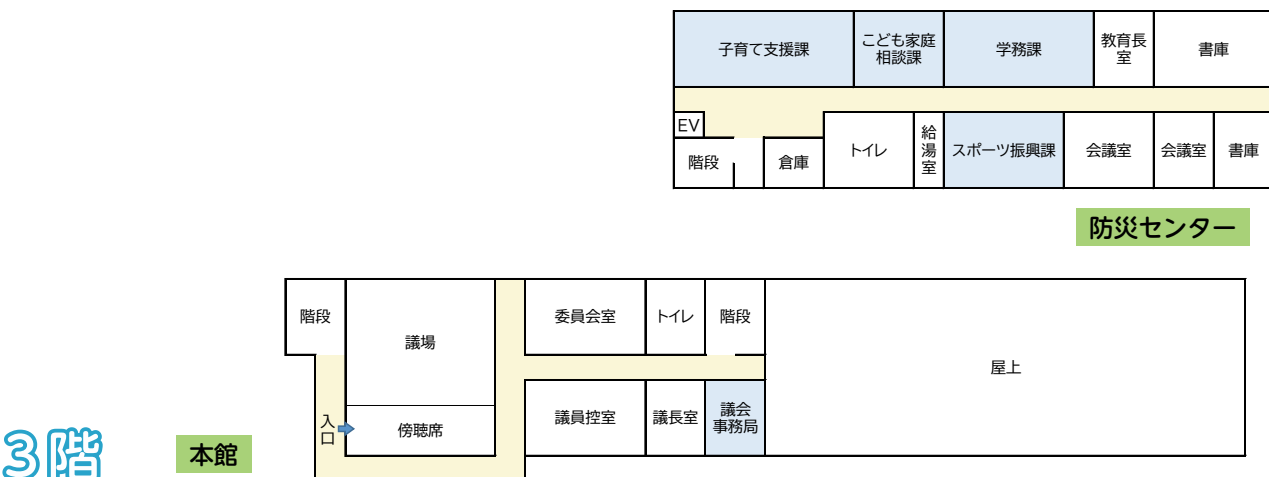 子育て支援課
こども家庭
相談課
学務課
教育長
室
書庫
EV
階段
倉庫
トイレ
給湯室
スポーツ振興課
会議室
会議室
書庫
防災センター
階段
議場
委員会室
トイレ
階段
屋上
入口
傍聴席
議員控室
議長室
議会
事務局
3階
本館